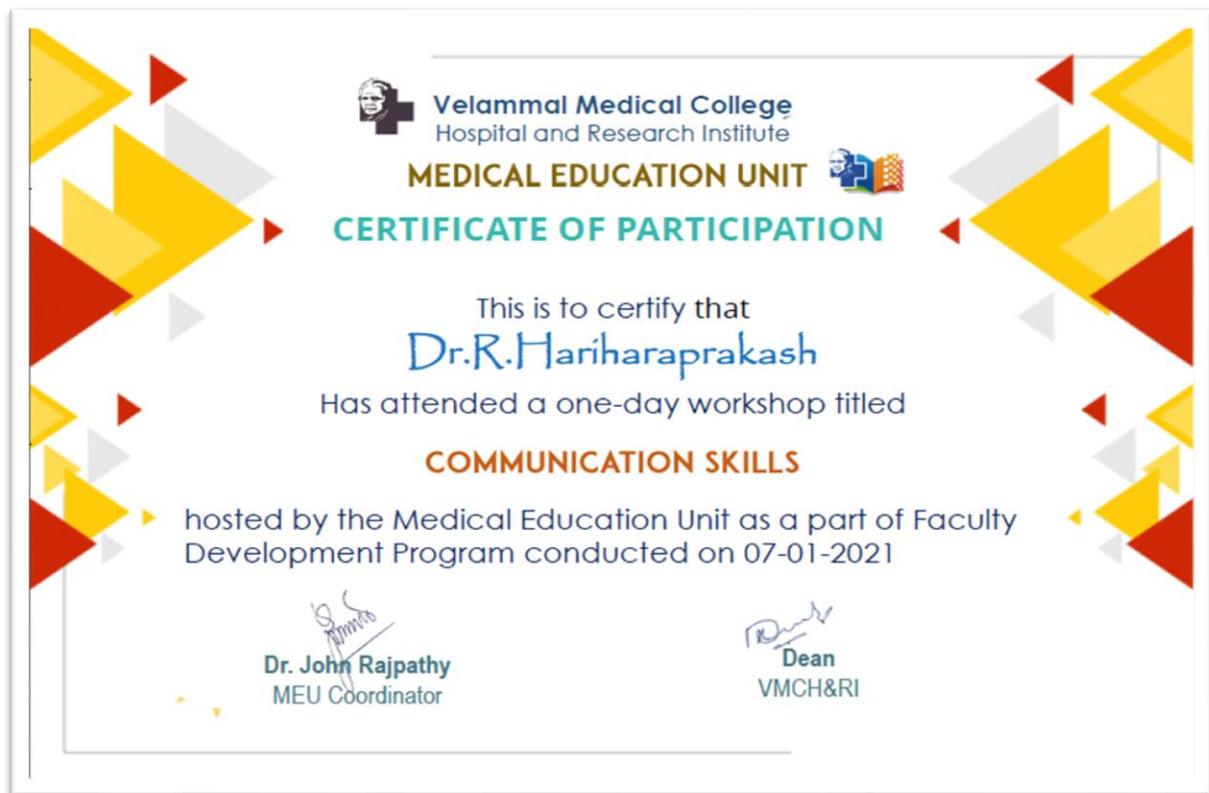 Velammal Medical College
Hospital and Research Institute
MEDICAL EDUCATION UNIT
CERTIFICATE OF PARTICIPATION
This is to certify that
Dr.R.Hariharaprakash
Has attended a one-day workshop titled
COMMUNICATION SKILLS
hosted by the Medical Education Unit as a part of Faculty
Development Program conducted on 07-01-2021
Dr. John Rajpathy
MEU Coordinator
Dean
VMCH&RI